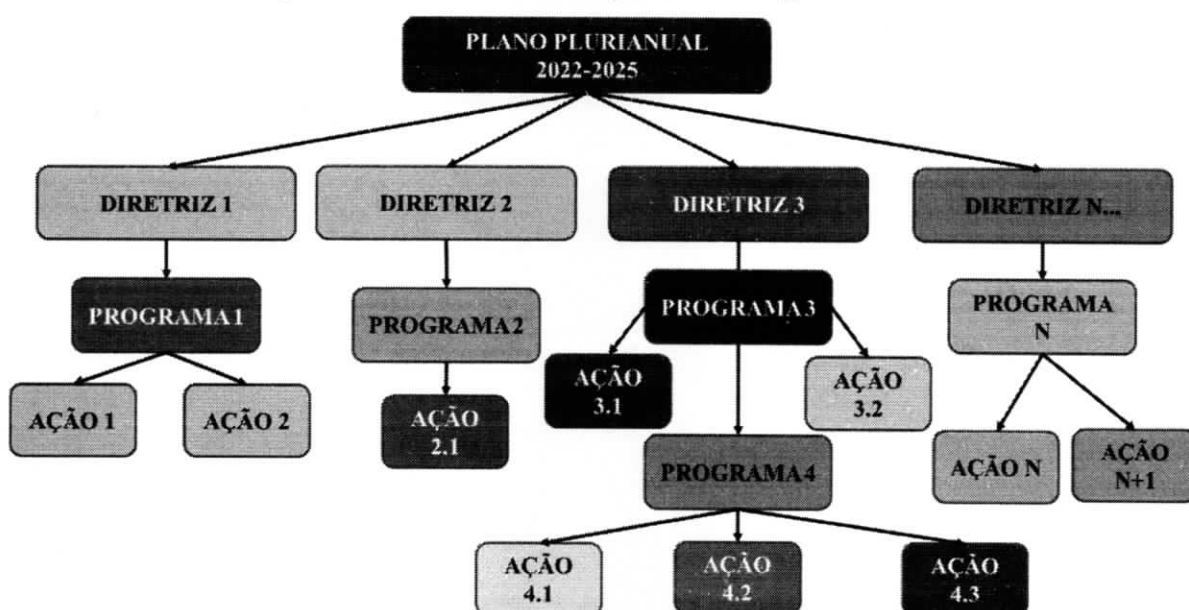 PLANO PLURIANUAL
2022-2025
DIRETRIZ 1
DIRETRIZ 2
DIRETRIZ 3
DIRETRIZ N...
PROGRAMA 1
PROGRAMA 2
PROGRAMA 3
PROGRAMA
N
AÇÃO 1
AÇÃO 2
AÇÃO
2.1
AÇÃO
3.1
AÇÃO
3.2
PROGRAMA 4
AÇÃO N
AÇÃO
N+1
AÇÃO
4.1
AÇÃO
4.2
AÇÃO
4.3